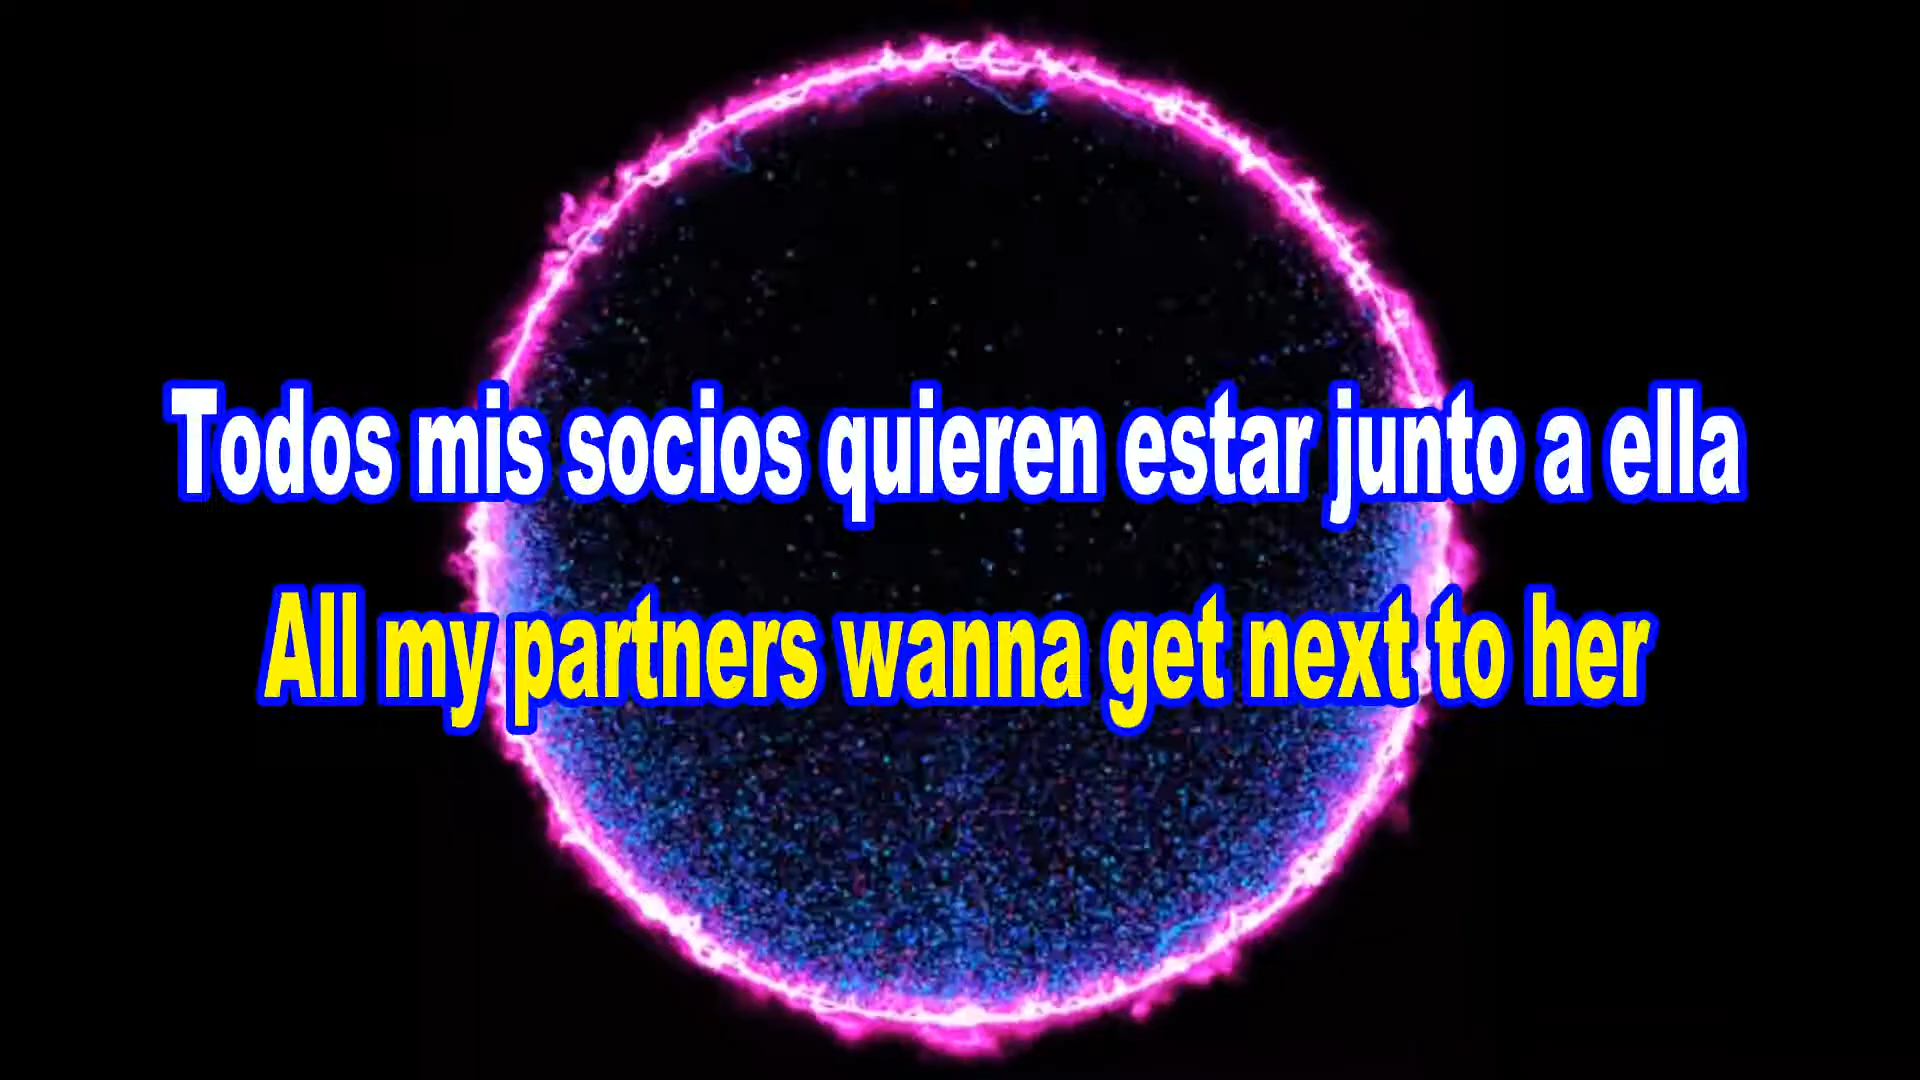 Todos mis socios quieren estar junto a ella
All my partners wanna get next to her